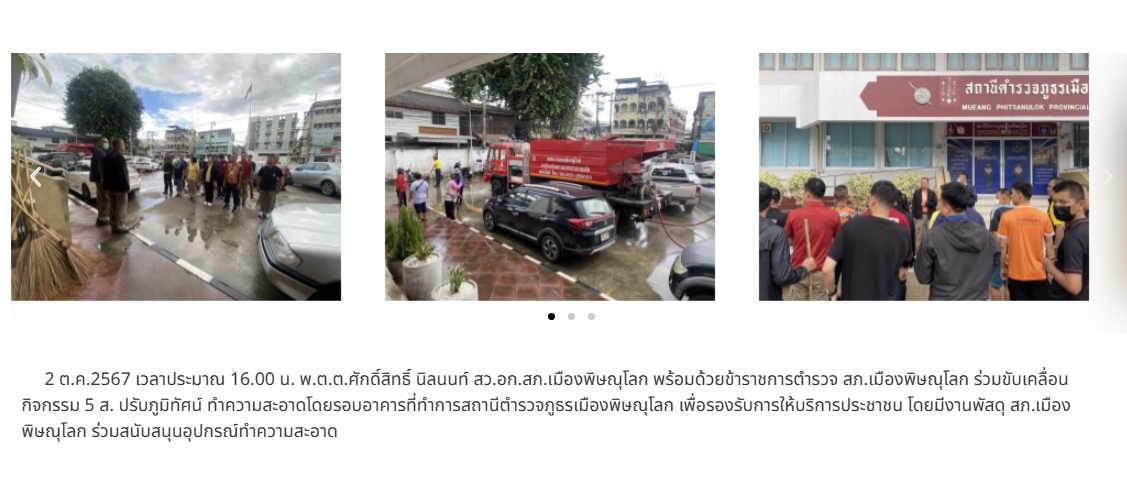 สถานีตำรวจภูธรเมือง
MUEANG PHITSANULOK PROVINCIAL
2 ต.ค.2567 เวลาประมาณ 16.00 น. พ.ต.ต.ศักดิ์สิทธิ์ นิลนนท์ สว.อก.สภ.เมืองพิษณุโลก พร้อมด้วยข้าราชการตำรวจ สภ.เมืองพิษณุโลก ร่วมขับเคลื่อน
กิจกรรม 5 ส. ปรับภูมิทัศน์ ทำความสะอาดโดยรอบอาคารที่ทำการสถานีตำรวจภูธรเมืองพิษณุโลก เพื่อรองรับการให้บริการประชาชน โดยมีงานพัสดุ สภ.เมือง
พิษณุโลก ร่วมสนับสนุนอุปกรณ์ทำความสะอาด